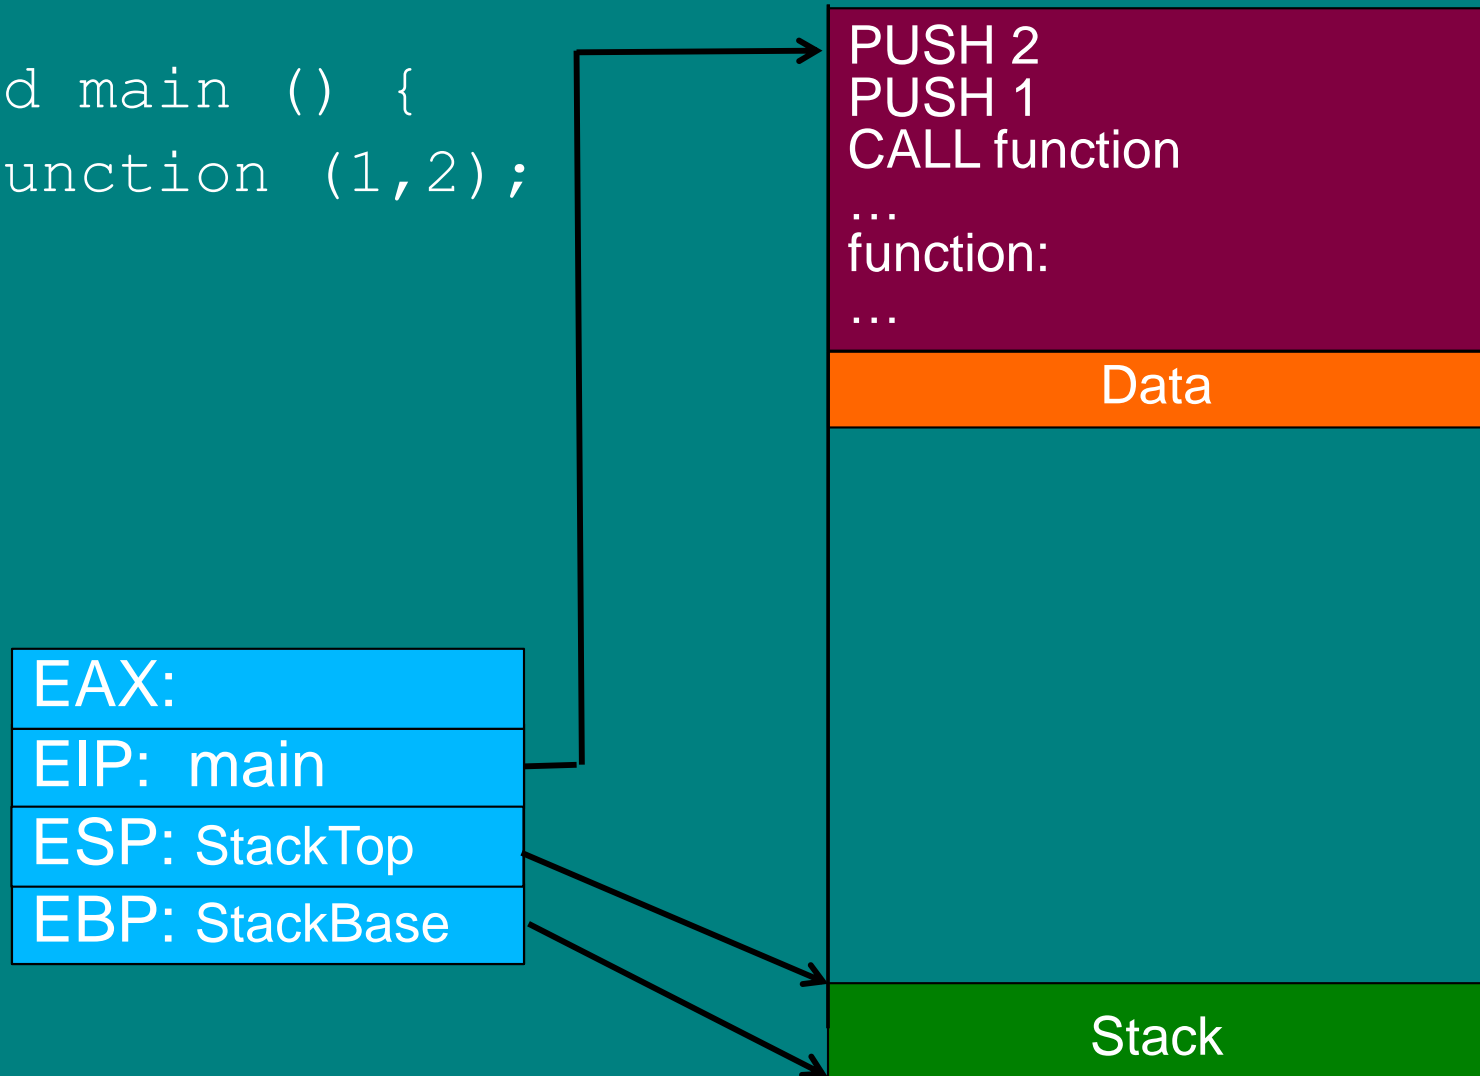 d main () {
unction (1,2);
PUSH 2
PUSH 1
CALL function
…
function:
…
Data
EAX:
EIP: main
ESP: StackTop
EBP: StackBase
Stack